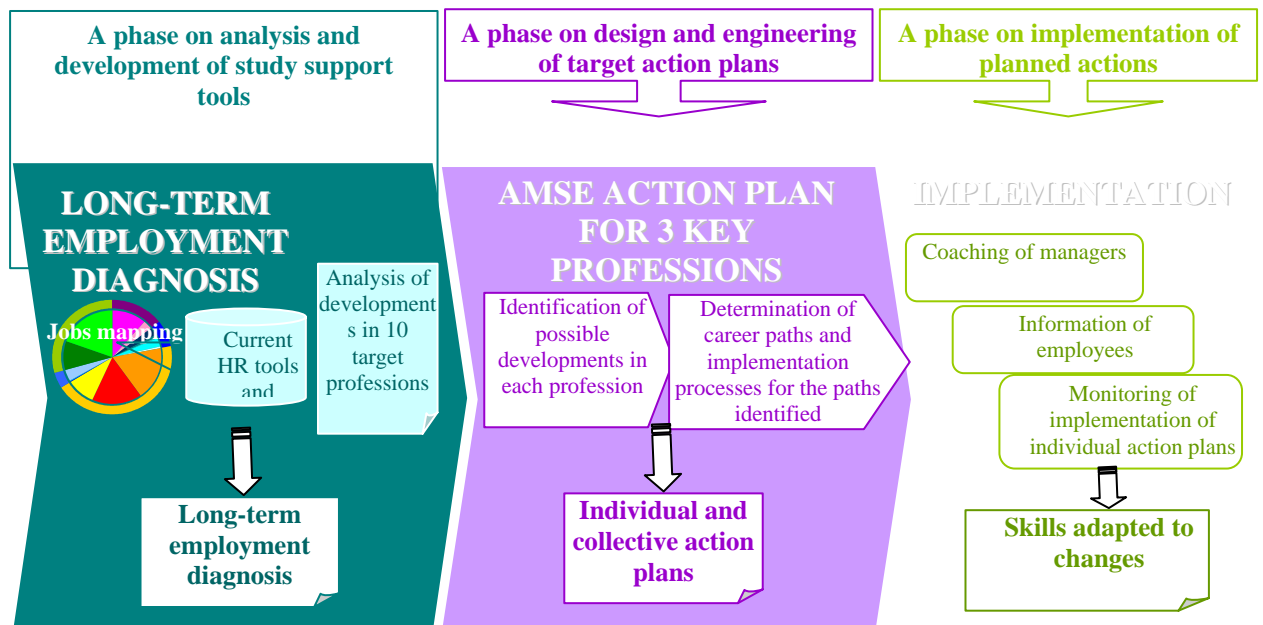 A phase on analysis and
development of study support
tools
A phase on design and engineering
of target action plans
A phase on implementation of
planned actions
LONG-TERM
EMPLOYMENT
DIAGNOSIS
Jobs mapping
Current
HR tools
and
Analysis of
development
s in 10
target
professions
Long-term
employment
diagnosis
AMSE ACTION PLAN
FOR 3 KEY
PROFESSIONS
Identification of
possible
developments in
each profession
Determination of
career paths and
implementation
processes for the paths
identified
Individual and
collective action
plans
IMPLEMENTATION
Coaching of managers
Information of
employees
Monitoring of
implementation of
individual action plans
Skills adapted to
changes